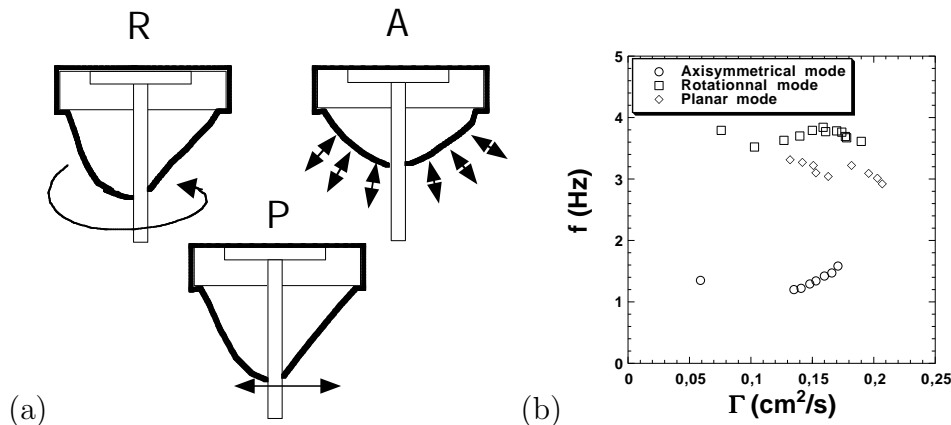 R
A
P
(a)
5
4
3
2
1
0
f (Hz)
Axisymmetrical mode
Rotationnal mode
Planar mode
0
0,05
0,1
0,15
0,2
0,25
Γ (cm²/s)
(b)